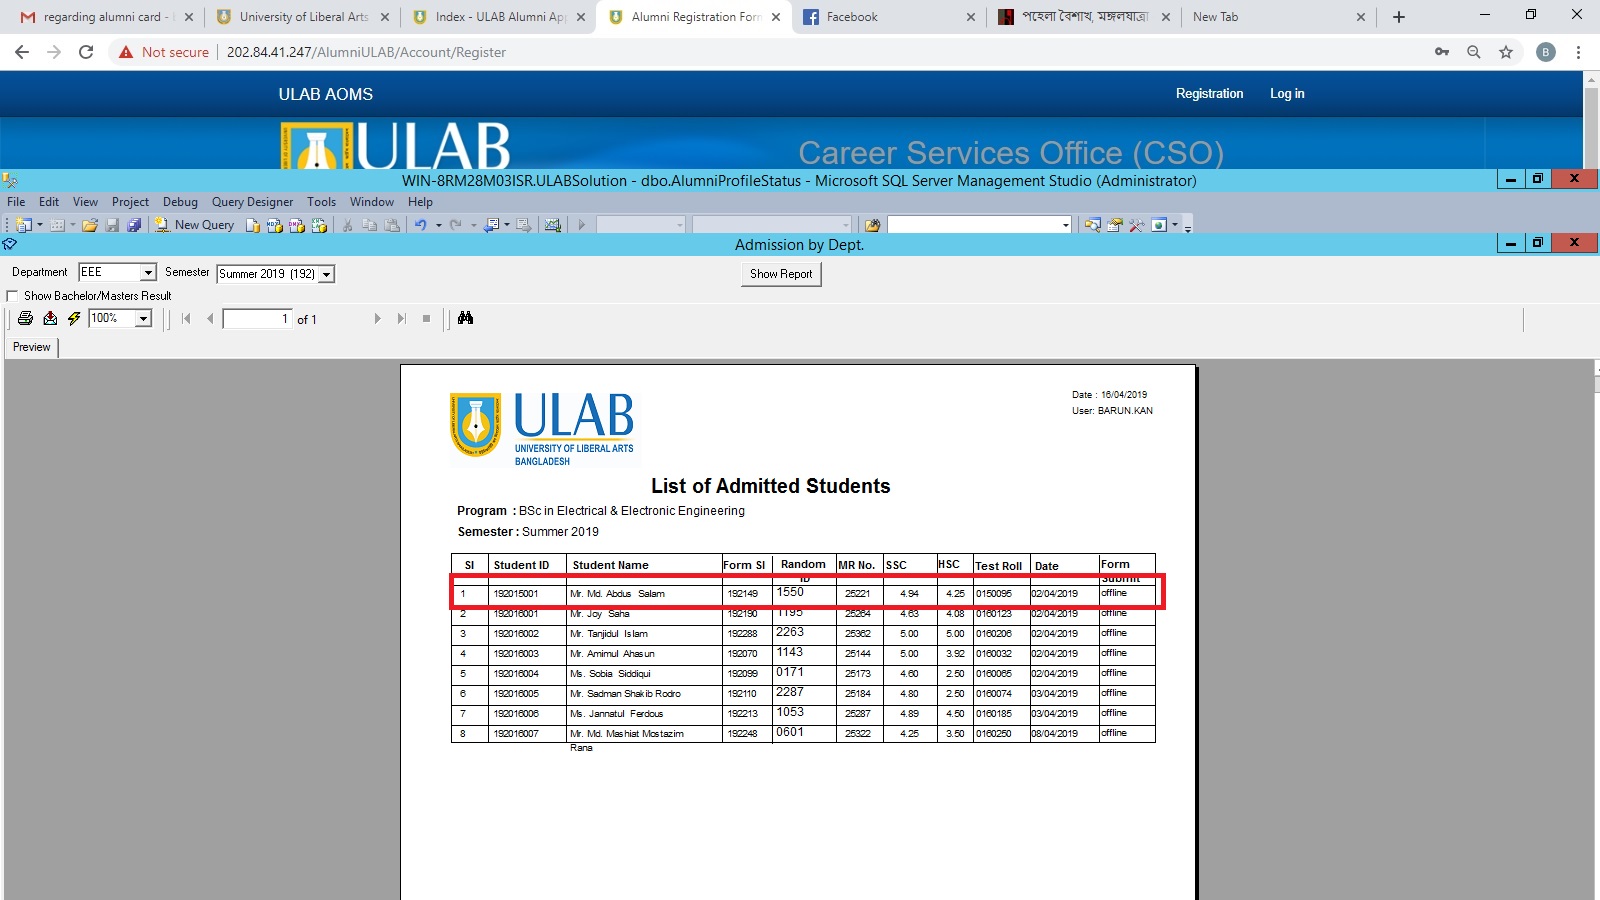 regarding alumni card -
University of Liberal Arts
Index - ULAB Alumni Ap
Alumni Registration Form
Facebook
পহেলা বৈশাখ, মঙ্গলযাত্রা
New Tab
Not secure
202.84.41.247/AlumniULAB/Account/Register
B
ULAB AOMS
Registration
Log in
ULAB
Career Services Office (CSO)
WIN-8RM28M03ISR.ULABSolution - dbo.AlumniProfileStatus - Microsoft SQL Server Management Studio (Administrator)
File Edit View Project Debug Query Designer Tools Window Help
New Query
Admission by Dept.
Department EEE Semester Summer 2019 (192) Show Report
Show Bachelor/Masters Result
100% 1 of 1
Preview
Date : 16/04/2019
User: BARUN.KAN
ULAB
UNIVERSITY OF LIBERAL ARTS
BANGLADESH
List of Admitted Students
Program : BSc in Electrical & Electronic Engineering
Semester : Summer 2019
Sl Student ID Student Name Form Sl Random ID MR No. SSC HSC Test Roll Date Form Submit
1 192015001 Mr. Md. Abdus Salam 192149 1550 25221 4.94 4.25 0150095 02/04/2019 offline
2 192016001 Mr. Joy Saha 192190 1195 25264 4.63 4.08 0160123 02/04/2019 offline
3 192016002 Mr. Tanjidul Islam 192288 2263 25362 5.00 5.00 0160206 02/04/2019 offline
4 192016003 Mr. Amimul Ahasun 192070 1143 25144 5.00 3.92 0160032 02/04/2019 offline
5 192016004 Ms. Sobia Siddiqui 192099 0171 25173 4.60 2.50 0160065 02/04/2019 offline
6 192016005 Mr. Sadman Shakib Rodro 192110 2287 25184 4.80 2.50 0160074 03/04/2019 offline
7 192016006 Ms. Jannatul Ferdous 192213 1053 25287 4.89 4.50 0160185 03/04/2019 offline
8 192016007 Mr. Md. Mashiat Mostazim Rana 192248 0601 25322 4.25 3.50 0160250 08/04/2019 offline